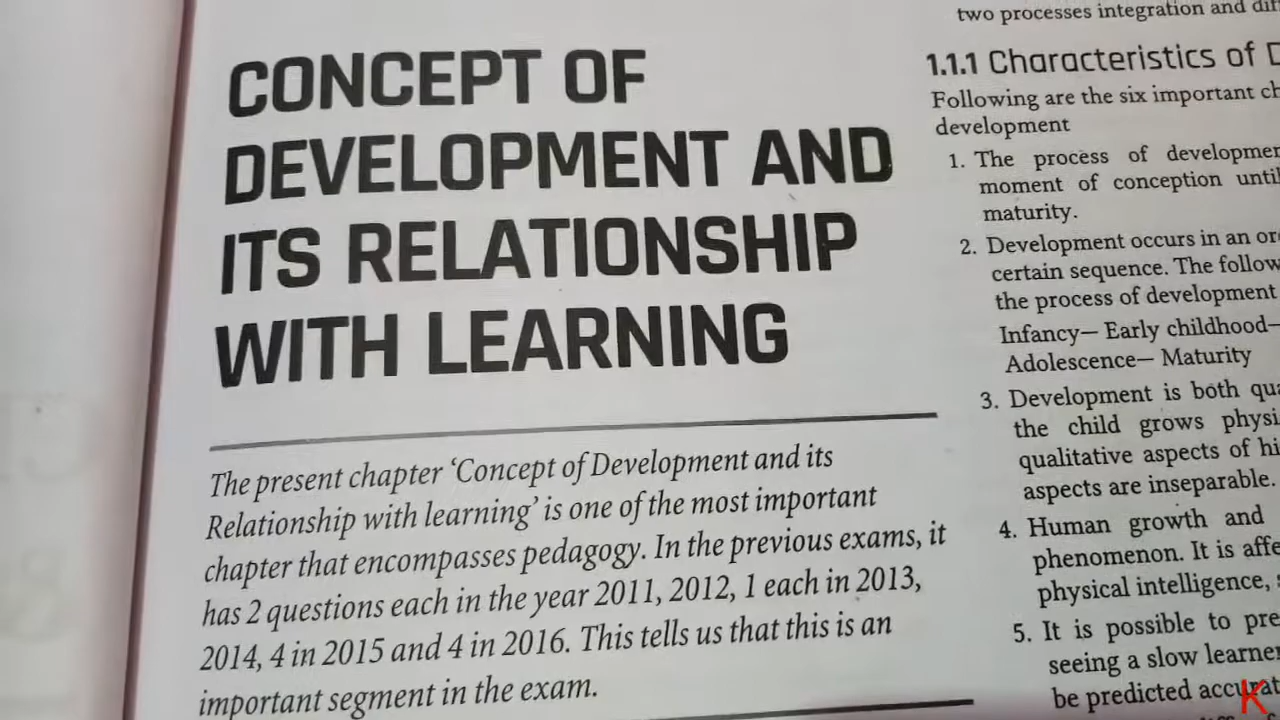 CONCEPT OF
DEVELOPMENT AND
ITS RELATIONSHIP
WITH LEARNING
The present chapter ‘Concept of Development and its
Relationship with learning’ is one of the most important
chapter that encompasses pedagogy. In the previous exams, it
has 2 questions each in the year 2011, 2012, 1 each in 2013,
2014, 4 in 2015 and 4 in 2016. This tells us that this is an
important segment in the exam.
two processes integration and
1.1.1 Characteristics of
Following are the six important
development
1. The process of
moment of conception until
maturity.
2. Development occurs in an
certain sequence. The
the process of development
Infancy— Early childhood—
Adolescence— Maturity
3. Development is both
the child grows
qualitative aspects of
aspects are inseparable.
4. Human growth and
phenomenon. It is
physical intelligence,
5. It is possible to
seeing a slow
be predicted
K